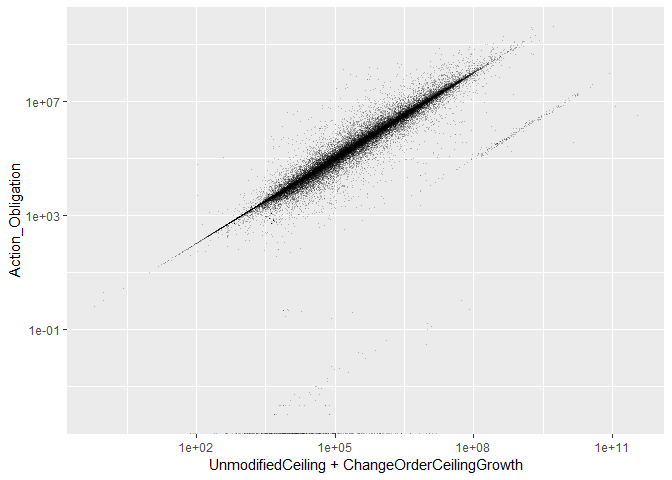 1e+07
1e+03
1e-01
Action_Obligation
1e+02 1e+05 1e+08 1e+11
UnmodifiedCeiling + ChangeOrderCeilingGrowth